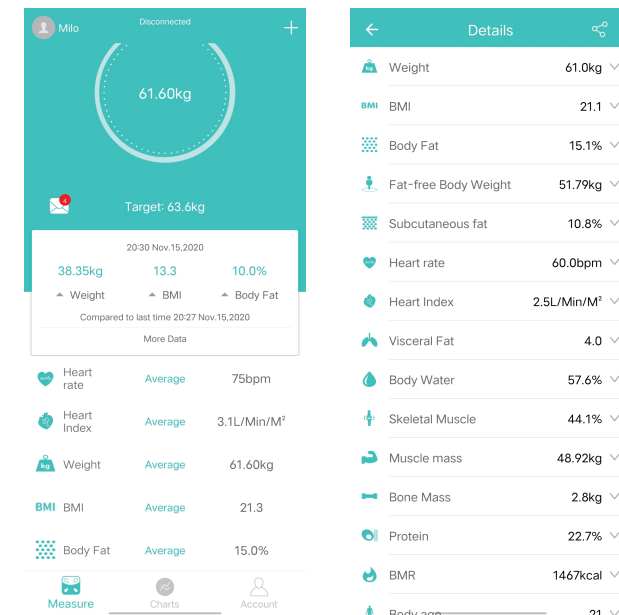 Milo
Disconnected
61.60kg
4
Target: 63.6kg
20:30 Nov.15,2020
38.35kg 13.3 10.0%
Weight BMI Body Fat
Compared to last time 20:27 Nov.15,2020
More Data
Heart rate Average 75bpm
Heart Index Average 3.1L/Min/M²
kg Weight Average 61.60kg
BMI BMI Average 21.3
Body Fat Average 15.0%
Measure Charts Account
Details
kg Weight 61.0kg
BMI BMI 21.1
Body Fat 15.1%
Fat-free Body Weight 51.79kg
Subcutaneous fat 10.8%
Heart rate 60.0bpm
Heart Index 2.5L/Min/M²
Visceral Fat 4.0
Body Water 57.6%
Skeletal Muscle 44.1%
Muscle mass 48.92kg
Bone Mass 2.8kg
Protein 22.7%
BMR 1467kcal
Body age 21